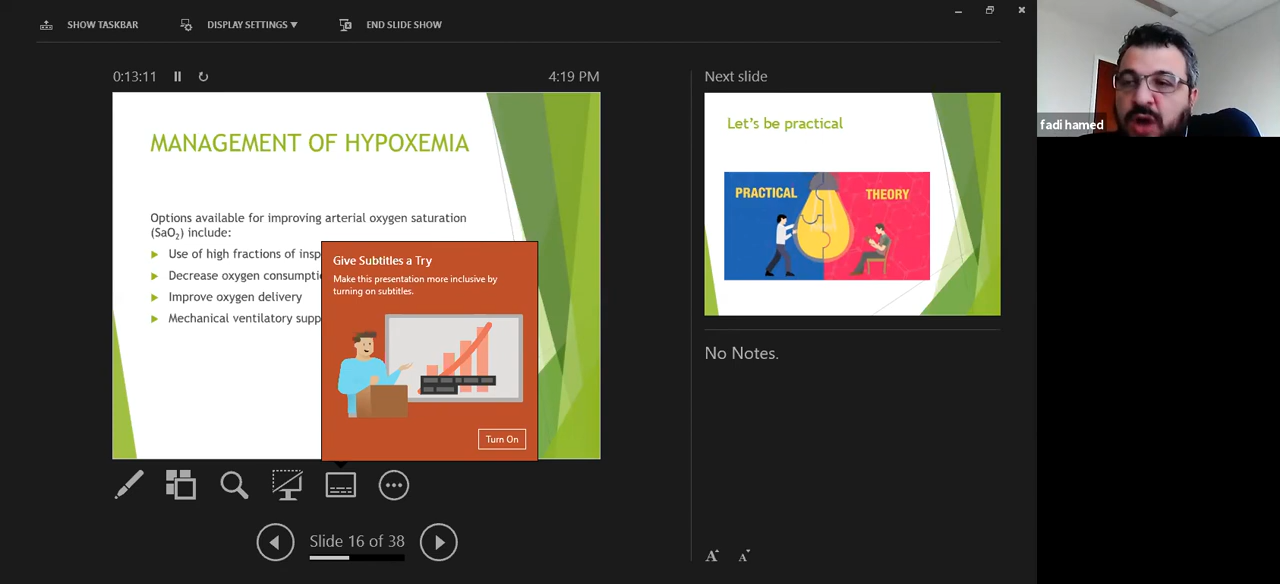 SHOW TASKBAR
DISPLAY SETTINGS ▼
END SLIDE SHOW
0:13:11
4:19 PM
MANAGEMENT OF HYPOXEMIA
Options available for improving arterial oxygen saturation
(SaO₂) include:
Use of high fractions of insp
Decrease oxygen consumpti
Improve oxygen delivery
Mechanical ventilatory supp
Give Subtitles a Try
Make this presentation more inclusive by
turning on subtitles.
Turn On
Slide 16 of 38
Next slide
Let's be practical
PRACTICAL
THEORY
No Notes.
A
A
fadi hamed